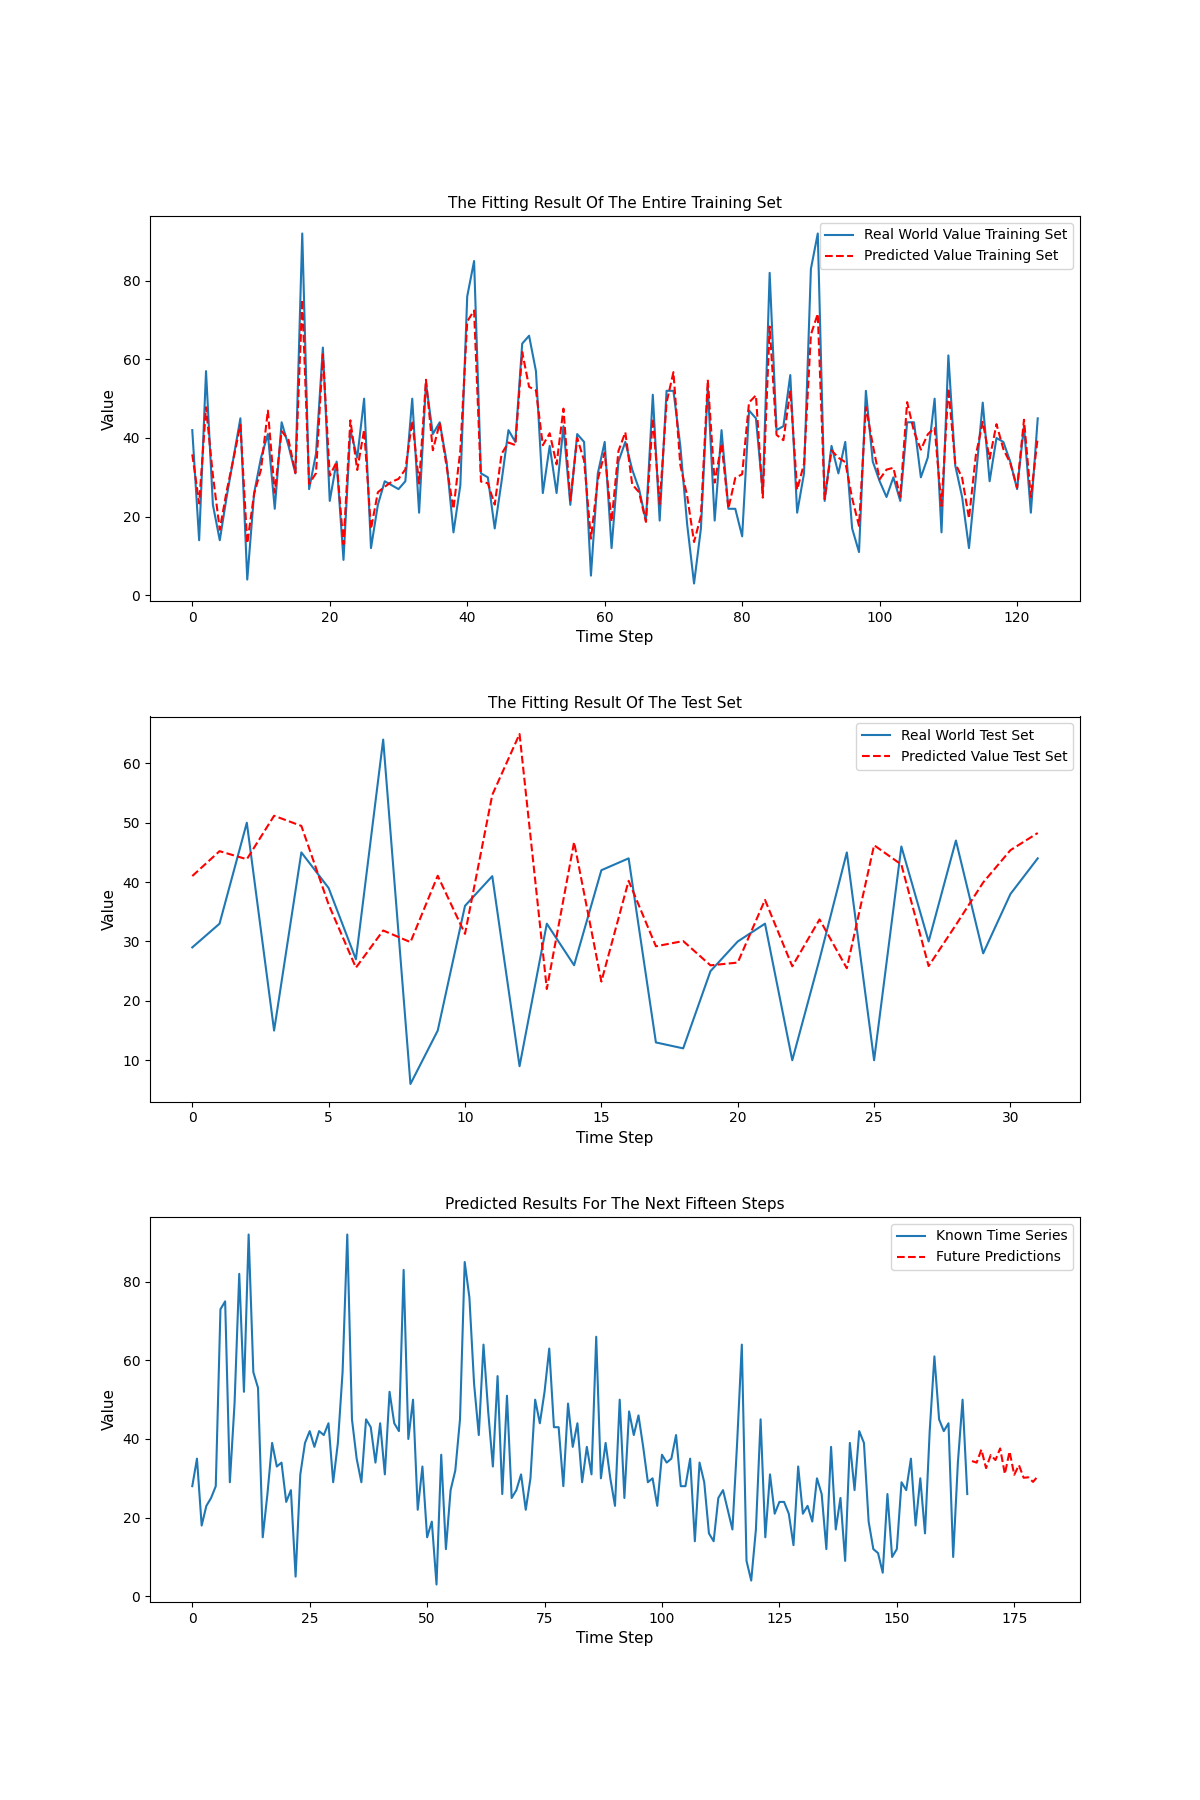 The Fitting Result Of The Entire Training Set
Real World Value Training Set
Predicted Value Training Set
Value
80
60
40
20
0
0 20 40 60 80 100 120
Time Step
The Fitting Result Of The Test Set
Real World Test Set
Predicted Value Test Set
Value
60
50
40
30
20
10
0 5 10 15 20 25 30
Time Step
Predicted Results For The Next Fifteen Steps
Known Time Series
Future Predictions
Value
80
60
40
20
0
0 25 50 75 100 125 150 175
Time Step